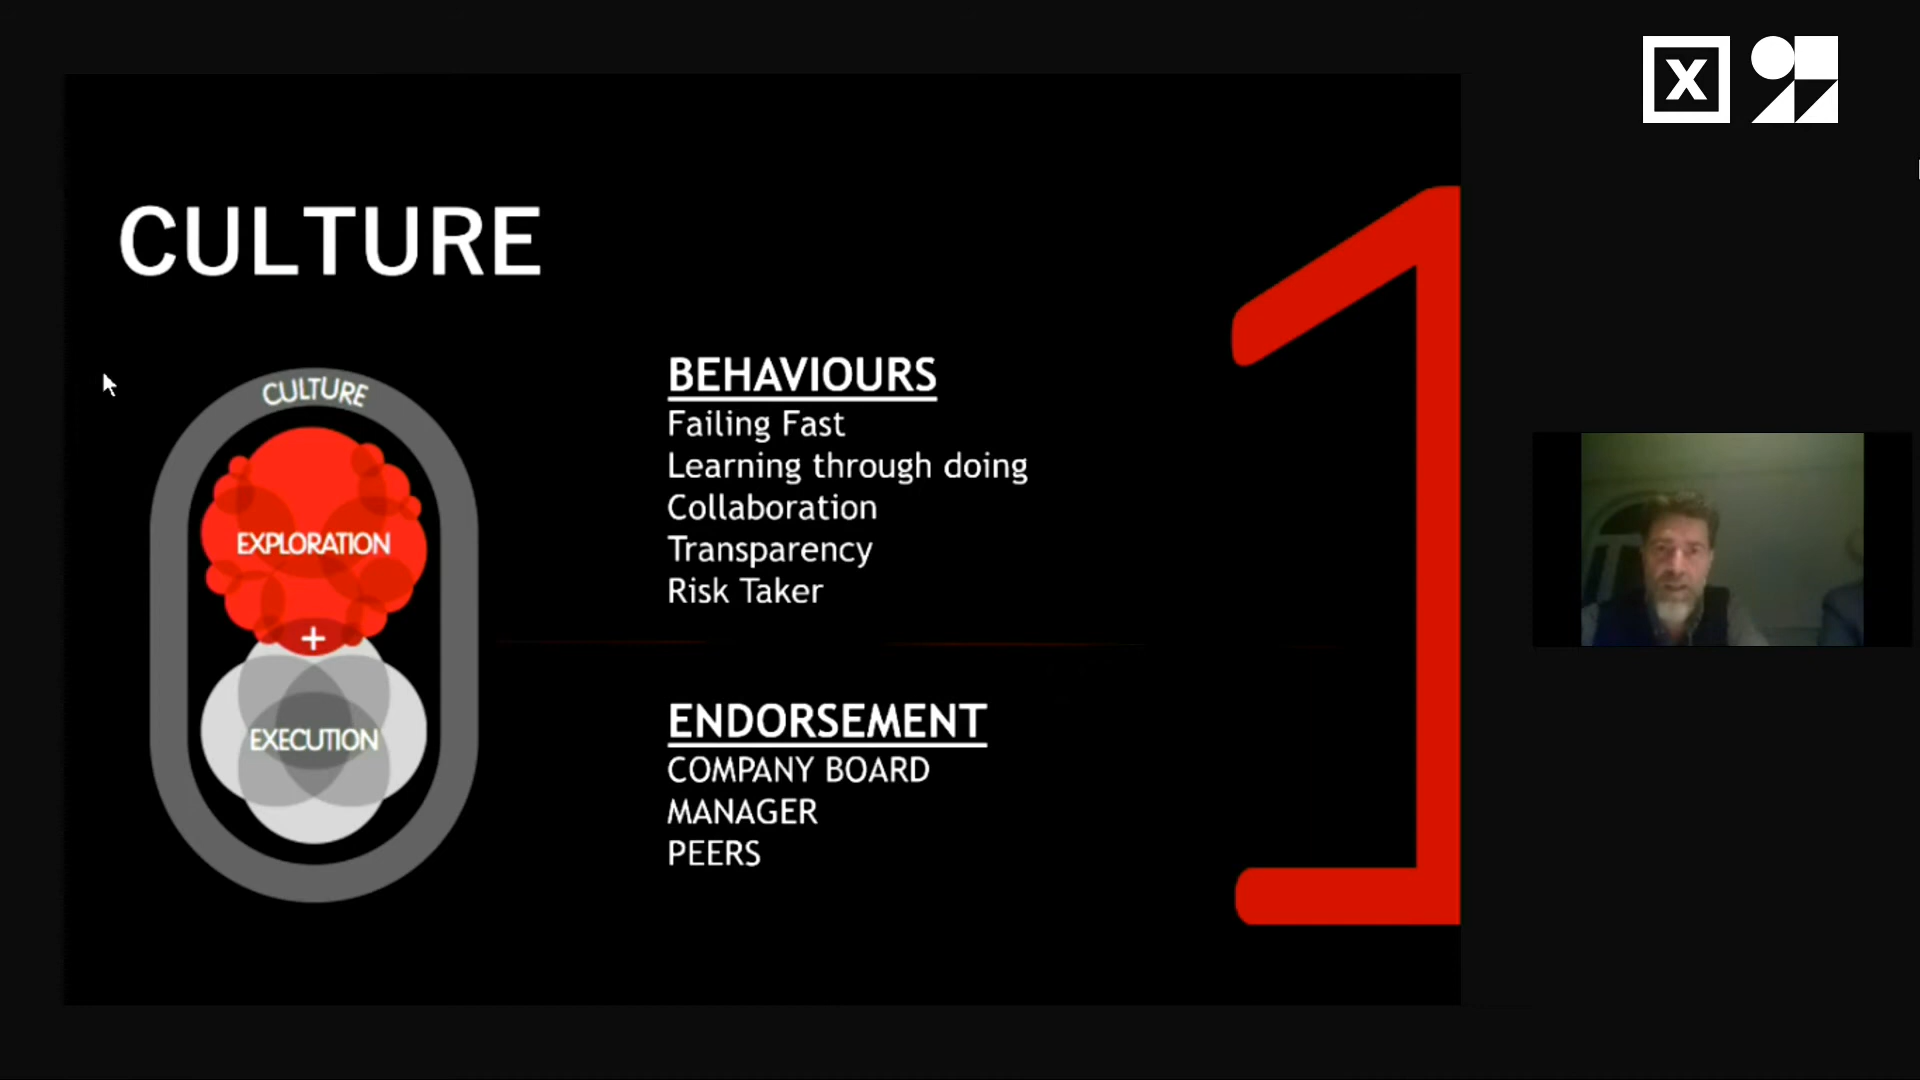 X
CULTURE
CULTURE
EXPLORATION
+
EXECUTION
BEHAVIOURS
Failing Fast
Learning through doing
Collaboration
Transparency
Risk Taker
ENDORSEMENT
COMPANY BOARD
MANAGER
PEERS
1